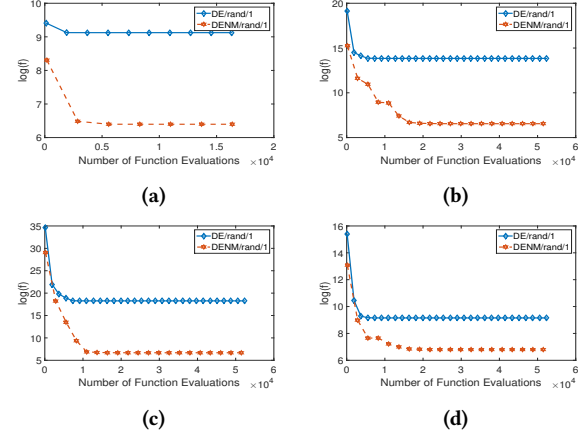 10
9
8
7
6
log(f)
DE/rand/1
DENM/rand/1
0 0.5 1 1.5 2
Number of Function Evaluations ×10^4
(a)
20
15
10
5
log(f)
DE/rand/1
DENM/rand/1
0 1 2 3 4 5 6
Number of Function Evaluations ×10^4
(b)
35
30
25
20
15
10
5
log(f)
DE/rand/1
DENM/rand/1
0 1 2 3 4 5 6
Number of Function Evaluations ×10^4
(c)
16
14
12
10
8
6
log(f)
DE/rand/1
DENM/rand/1
0 1 2 3 4 5 6
Number of Function Evaluations ×10^4
(d)